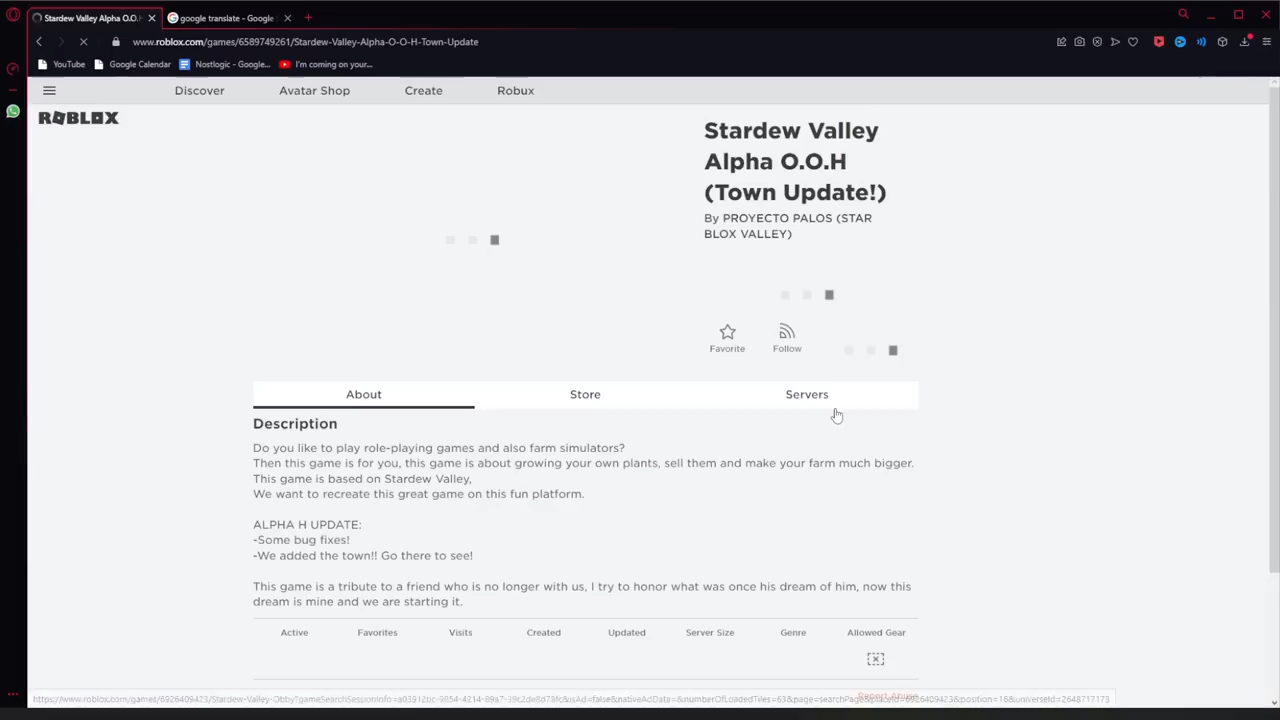 Stardew Valley Alpha O.O.H
google translate - Google
www.roblox.com/games/6589749261/Stardew-Valley-Alpha-O-O-H-Town-Update
YouTube
Google Calendar
Nostlogic - Google...
I'm coming on your...
Discover
Avatar Shop
Create
Robux
ROBLOX
Stardew Valley
Alpha O.O.H
(Town Update!)
By PROYECTO PALOS (STAR
BLOX VALLEY)
Favorite
Follow
About
Store
Servers
Description
Do you like to play role-playing games and also farm simulators?
Then this game is for you, this game is about growing your own plants, sell them and make your farm much bigger.
This game is based on Stardew Valley,
We want to recreate this great game on this fun platform.
ALPHA H UPDATE:
-Some bug fixes!
-We added the town!! Go there to see!
This game is a tribute to a friend who is no longer with us, I try to honor what was once his dream of him, now this
dream is mine and we are starting it.
Active
Favorites
Visits
Created
Updated
Server Size
Genre
Allowed Gear
Report Abuse